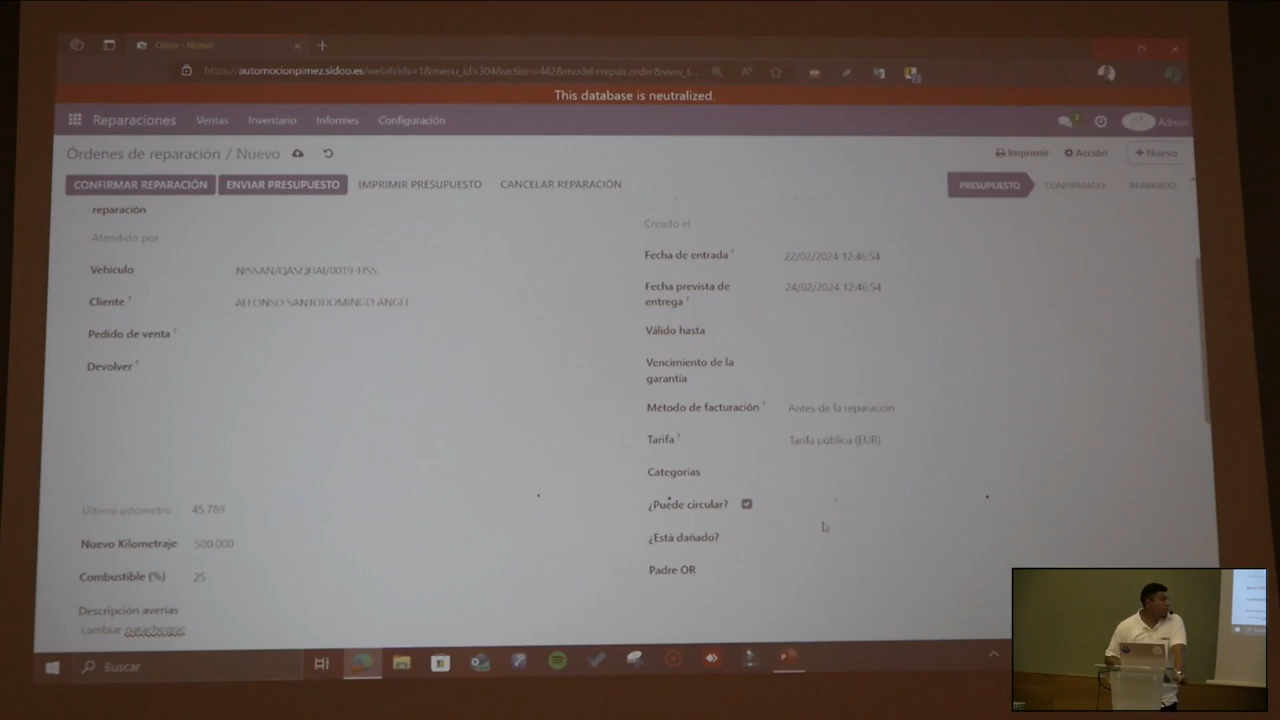 Odoo - Nuevo
https://automocionpimez.sidoo.es/web#cids=1&menu_id=304&action=442&model=repair.order&view_t...
This database is neutralized.
Reparaciones Ventas Inventario Informes Configuración Admin
Órdenes de reparación / Nuevo Imprimir Acción + Nuevo
CONFIRMAR REPARACIÓN ENVIAR PRESUPUESTO IMPRIMIR PRESUPUESTO CANCELAR REPARACIÓN PRESUPUESTO CONFIRMADO REPARADO
reparación
Atendido por
Vehículo NISSAN/QASQHAI/0019-HSS
Cliente ? ALFONSO SANTODOMINGO ANGEL
Pedido de venta ?
Devolver ?
Último odómetro 45.789
Nuevo Kilometraje 500.000
Combustible (%) 25
Descripción averías
cambiar parachoque
Creado el
Fecha de entrada ? 22/02/2024 12:46:54
Fecha prevista de 24/02/2024 12:46:54
entrega ?
Válido hasta
Vencimiento de la
garantía
Método de facturación ? Antes de la reparación
Tarifa ? Tarifa pública (EUR)
Categorías
¿Puede circular?
¿Está dañado?
Padre OR
Buscar